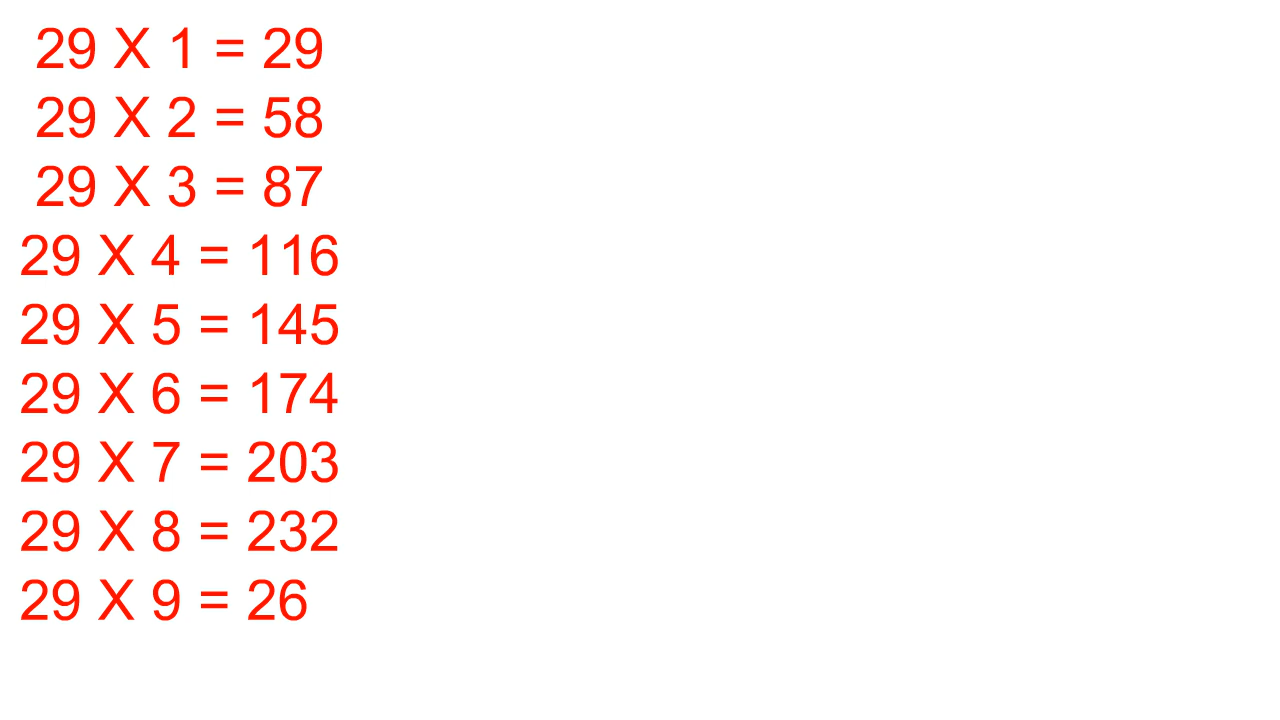 29 X 1 = 29
29 X 2 = 58
29 X 3 = 87
29 X 4 = 116
29 X 5 = 145
29 X 6 = 174
29 X 7 = 203
29 X 8 = 232
29 X 9 = 26